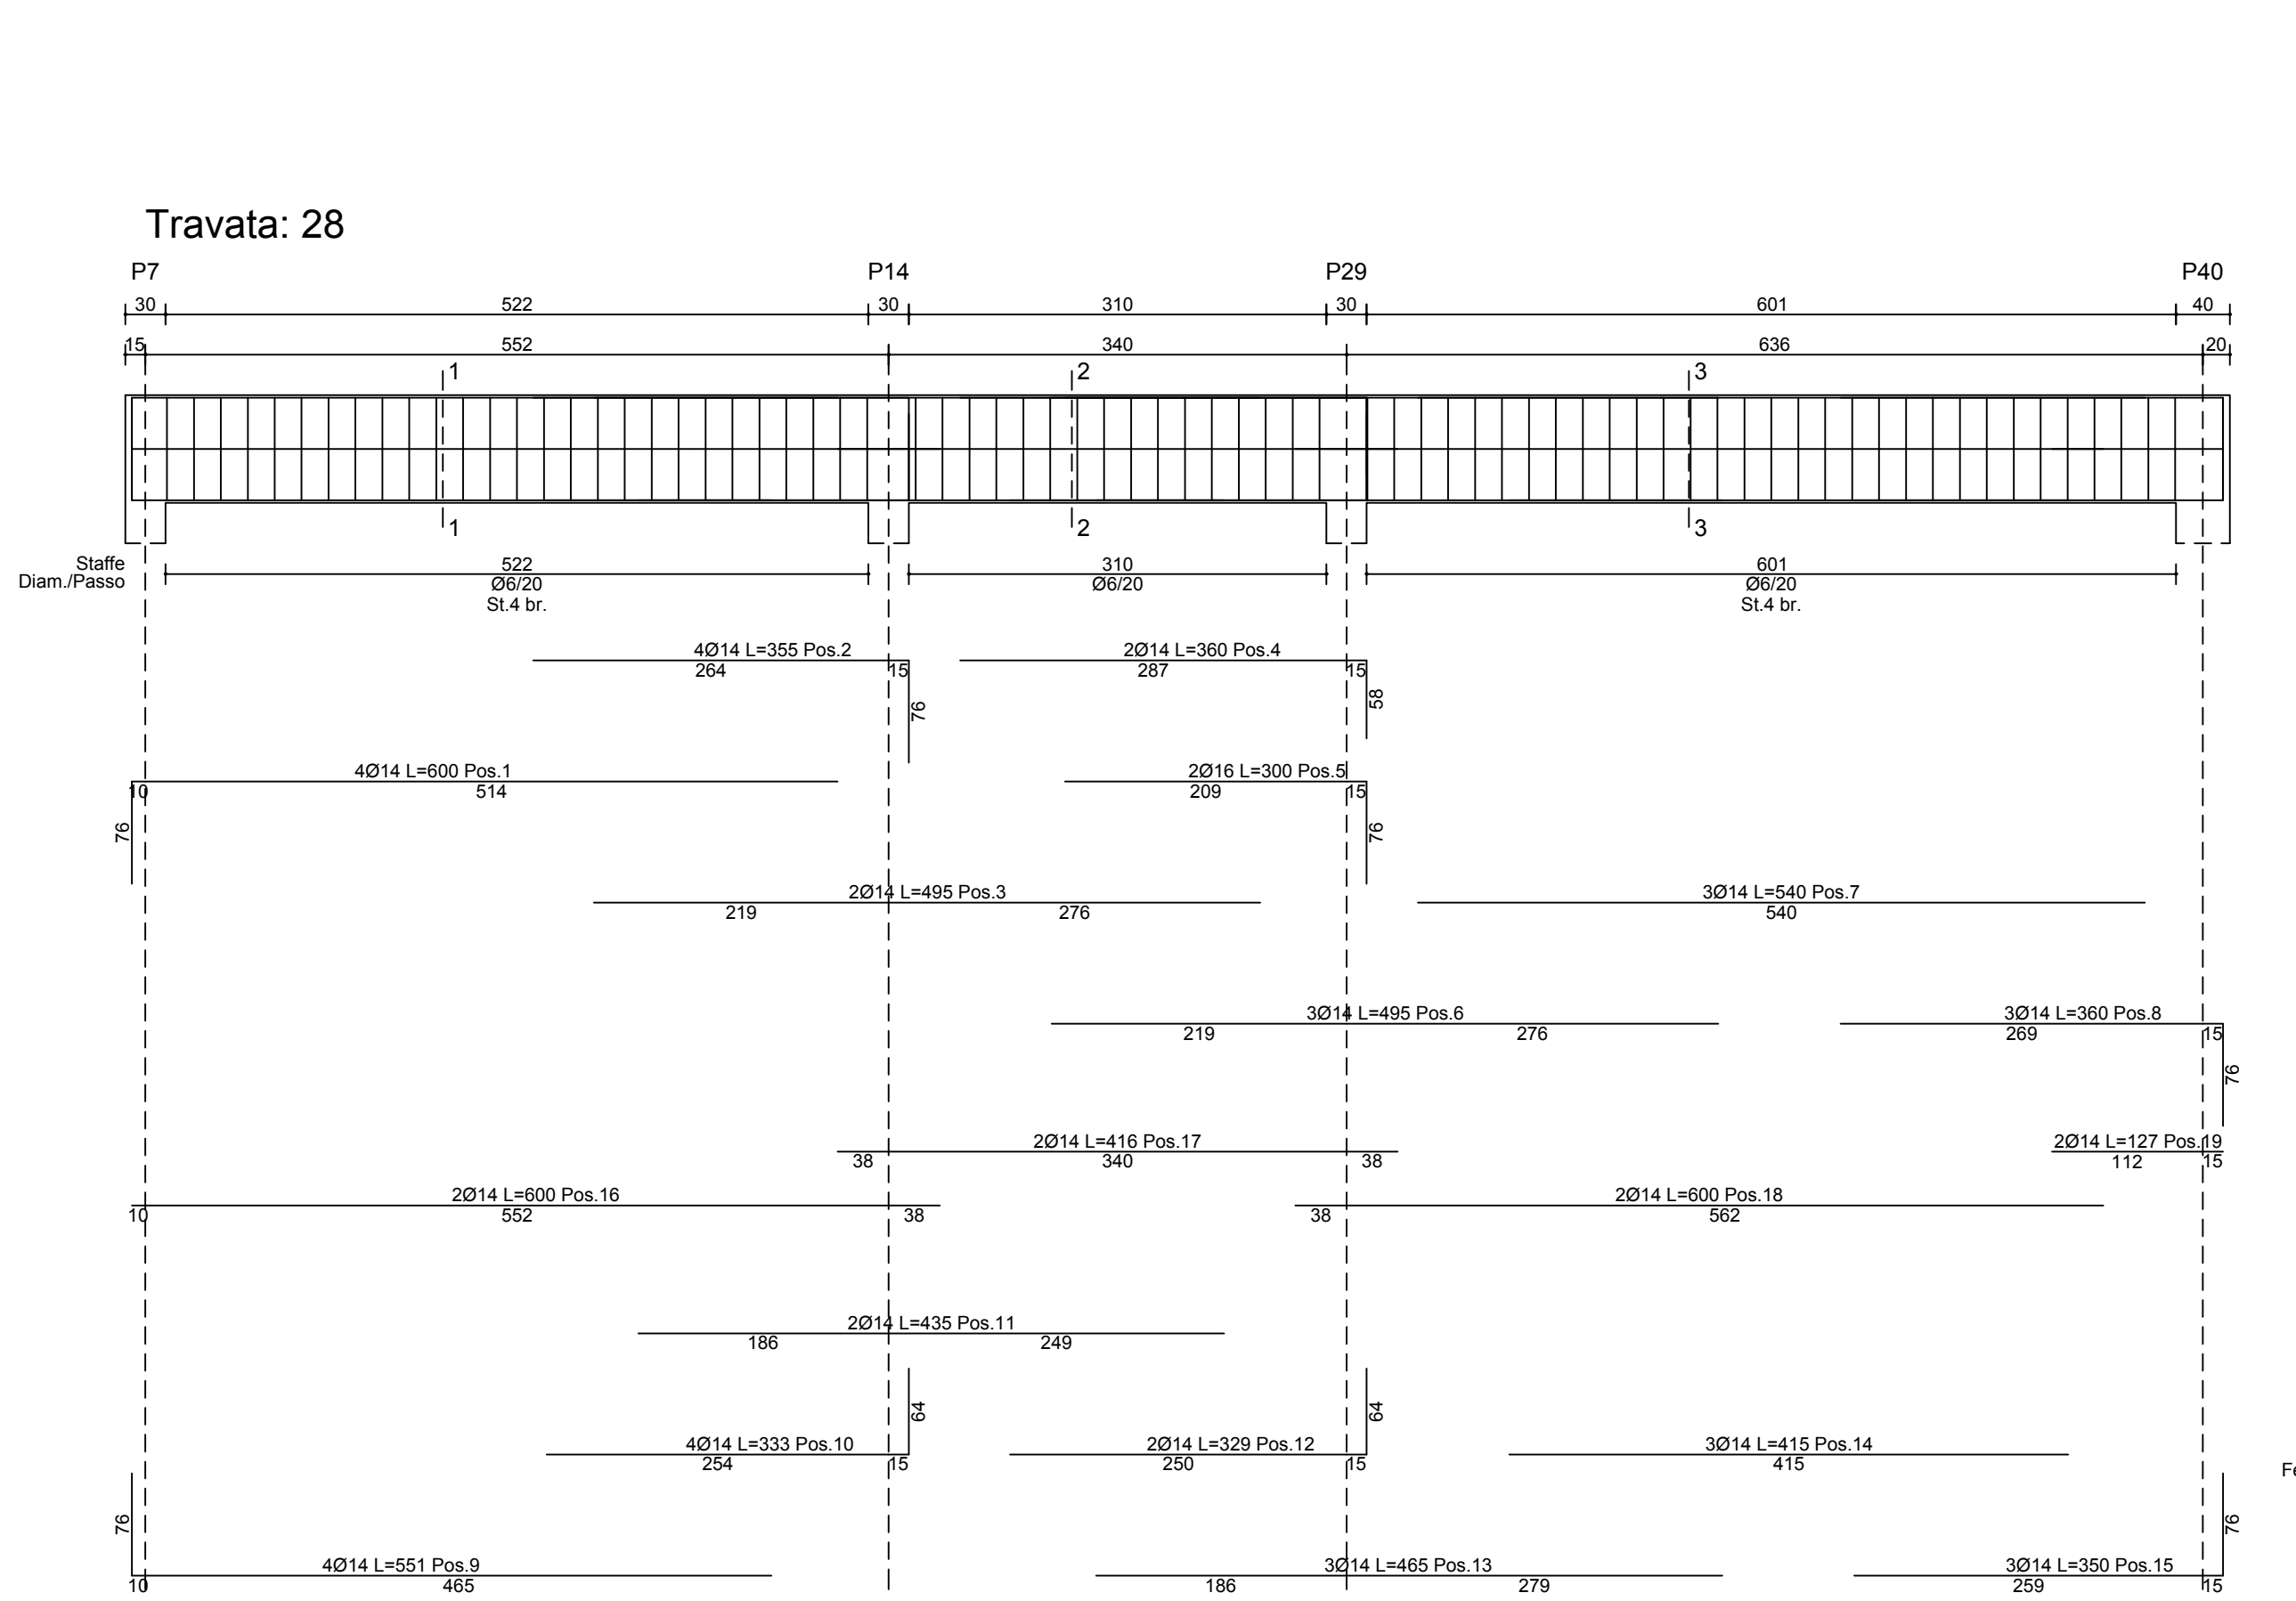 Travata: 28
P7 P14 P29 P40
30 522 30 310 30 601 40
15 552 340 636 20
1 2 3
1 2 3
Staffe
Diam./Passo
522 310 601
Ø6/20 Ø6/20 Ø6/20
St.4 br. St.4 br.
4Ø14 L=355 Pos.2 2Ø14 L=360 Pos.4
264 15 287 15
76 58
4Ø14 L=600 Pos.1 2Ø16 L=300 Pos.5
10 514 209 15
76 76
2Ø14 L=495 Pos.3 3Ø14 L=540 Pos.7
219 276 540
3Ø14 L=495 Pos.6 3Ø14 L=360 Pos.8
219 276 269 15
76
2Ø14 L=416 Pos.17 2Ø14 L=127 Pos.19
38 340 38 112 15
2Ø14 L=600 Pos.16 2Ø14 L=600 Pos.18
10 552 38 38 562
2Ø14 L=435 Pos.11
186 249
64 64
4Ø14 L=333 Pos.10 2Ø14 L=329 Pos.12 3Ø14 L=415 Pos.14
254 15 250 15 415
76 76
4Ø14 L=551 Pos.9 3Ø14 L=465 Pos.13 3Ø14 L=350 Pos.15
10 465 186 279 259 15